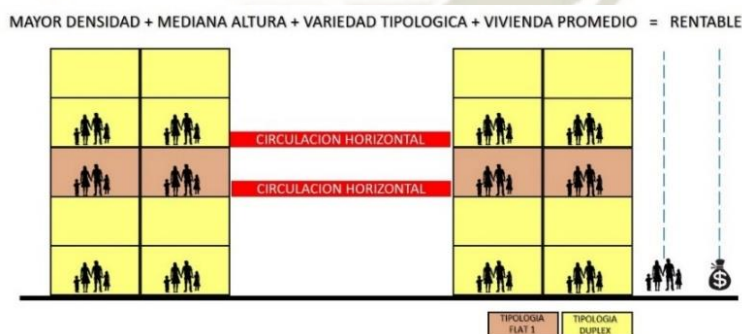 MAYOR DENSIDAD + MEDIANA ALTURA + VARIEDAD TIPOLOGICA + VIVIENDA PROMEDIO = RENTABLE
CIRCULACION HORIZONTAL
CIRCULACION HORIZONTAL
$
TIPOLOGIA
FLAT 1
TIPOLOGIA
DUPLEX